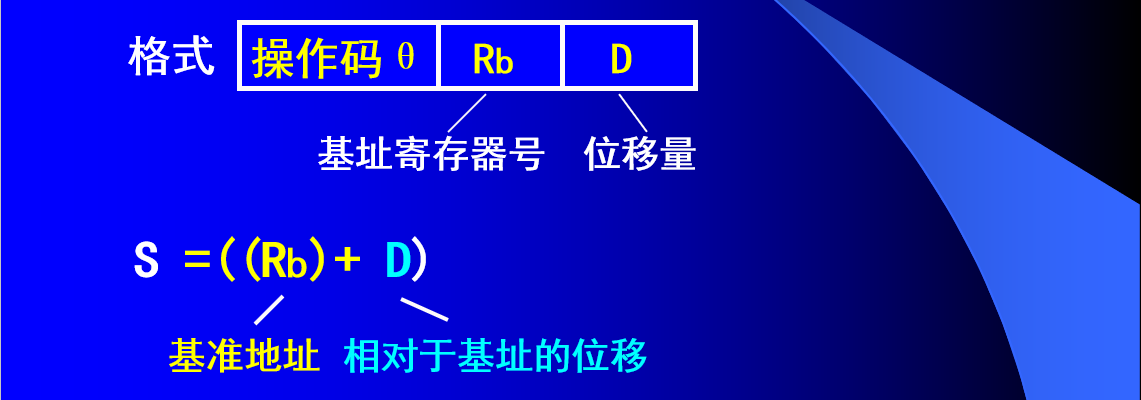 格式 操作码 θ Rb D
基址寄存器号 位移量
S =((Rb)+ D)
基准地址 相对于基址的位移